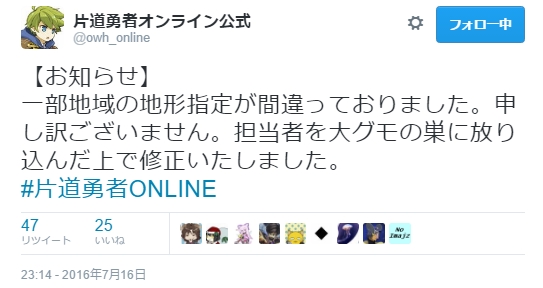 片道勇者オンライン公式
@owh_online
フォロー中
【お知らせ】
一部地域の地形指定が間違っておりました。申
し訳ございません。担当者を大グモの巣に放り
込んだ上で修正いたしました。
#片道勇者ONLINE
47
リツイート
25
いいね
No
Imajz
23:14 - 2016年7月16日